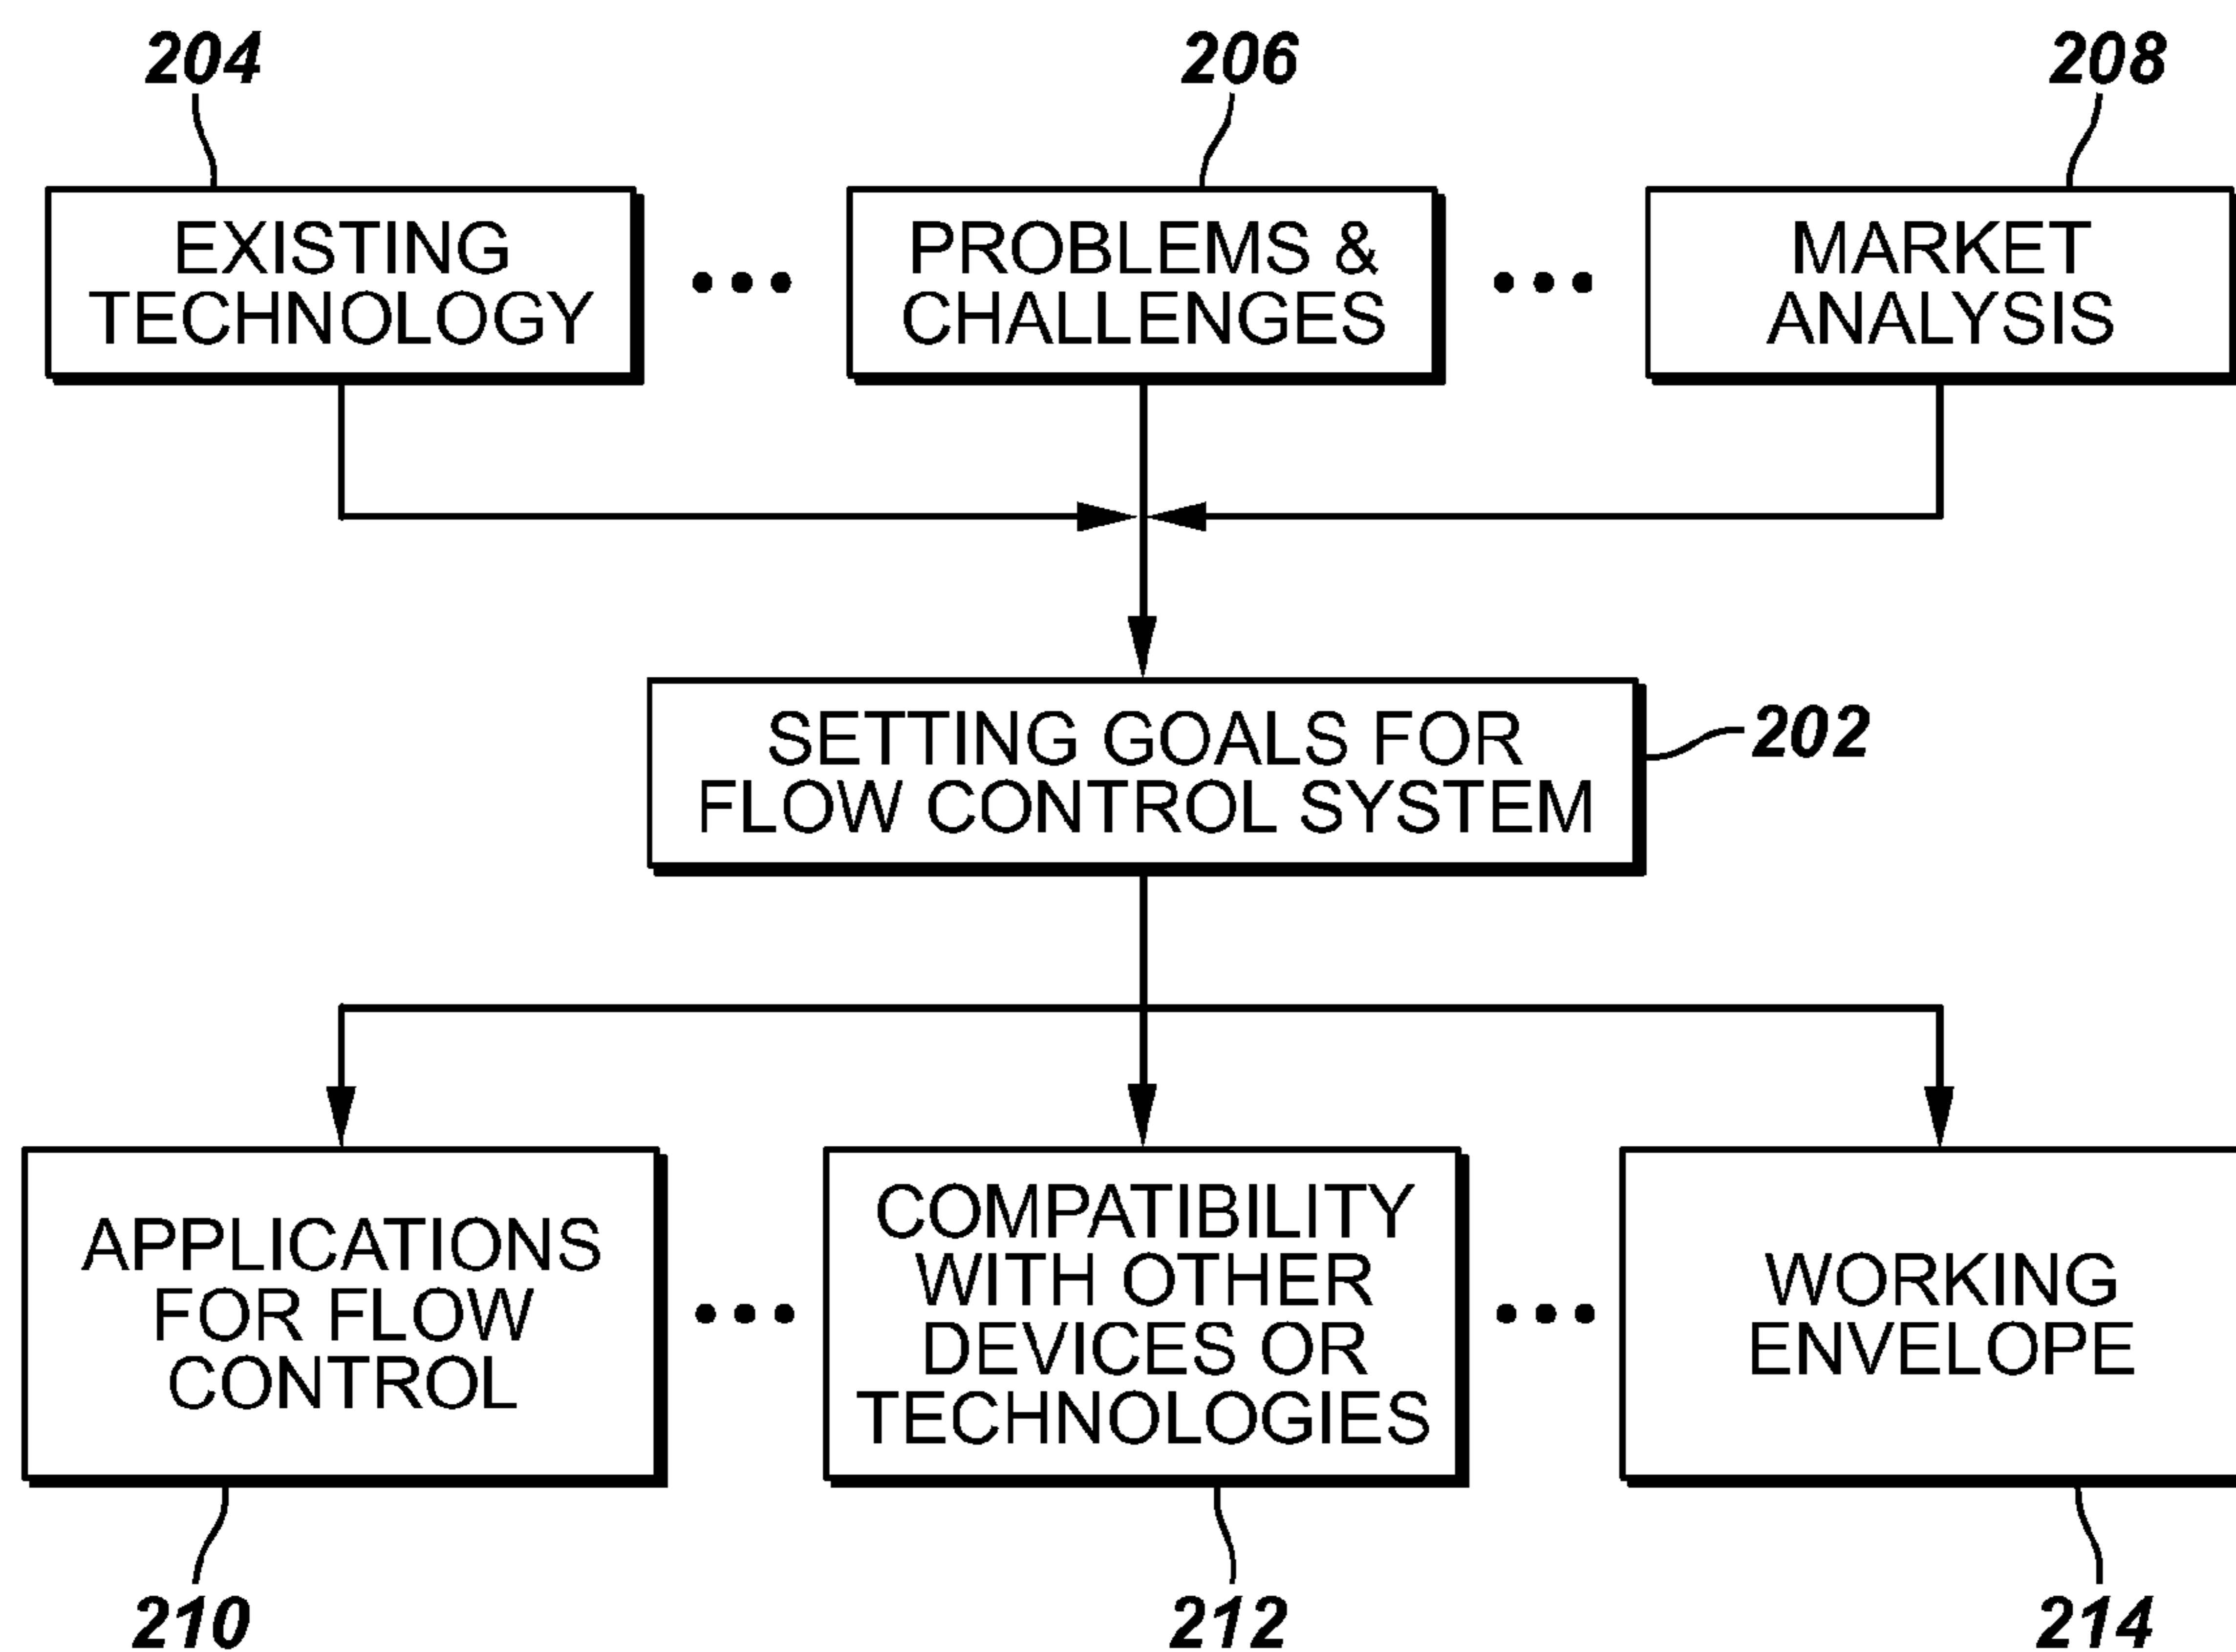 204
206
208
EXISTING
TECHNOLOGY
PROBLEMS &
CHALLENGES
MARKET
ANALYSIS
SETTING GOALS FOR
FLOW CONTROL SYSTEM
202
APPLICATIONS
FOR FLOW
CONTROL
COMPATIBILITY
WITH OTHER
DEVICES OR
TECHNOLOGIES
WORKING
ENVELOPE
210
212
214